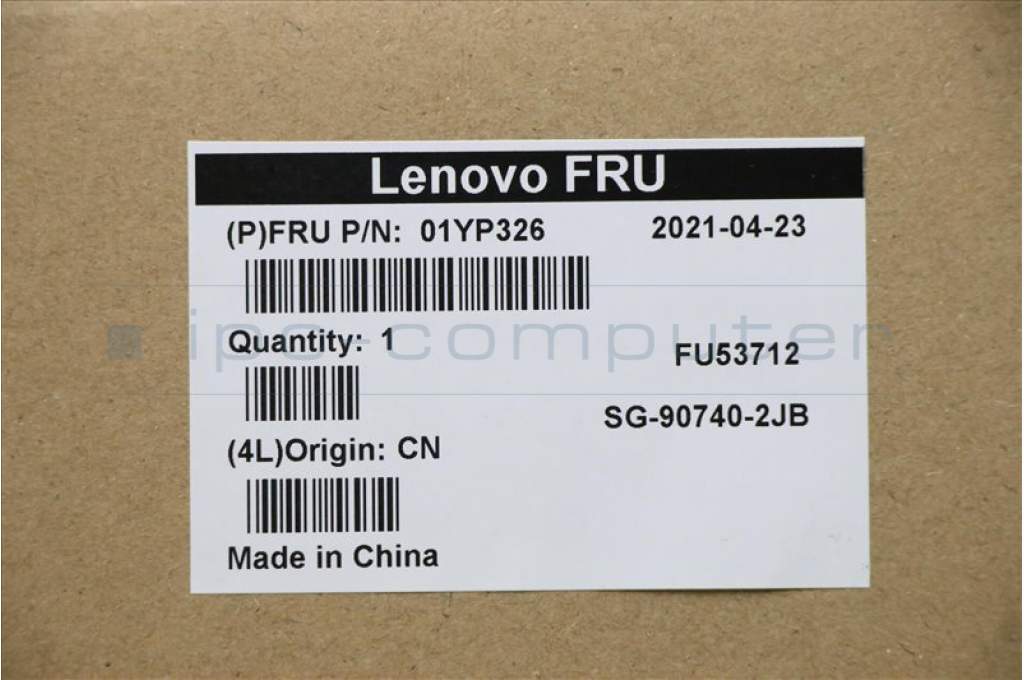 Lenovo FRU
(P)FRU P/N: 01YP326 2021-04-23
ipc-computer
Quantity: 1
FU53712
SG-90740-2JB
(4L)Origin: CN
Made in China